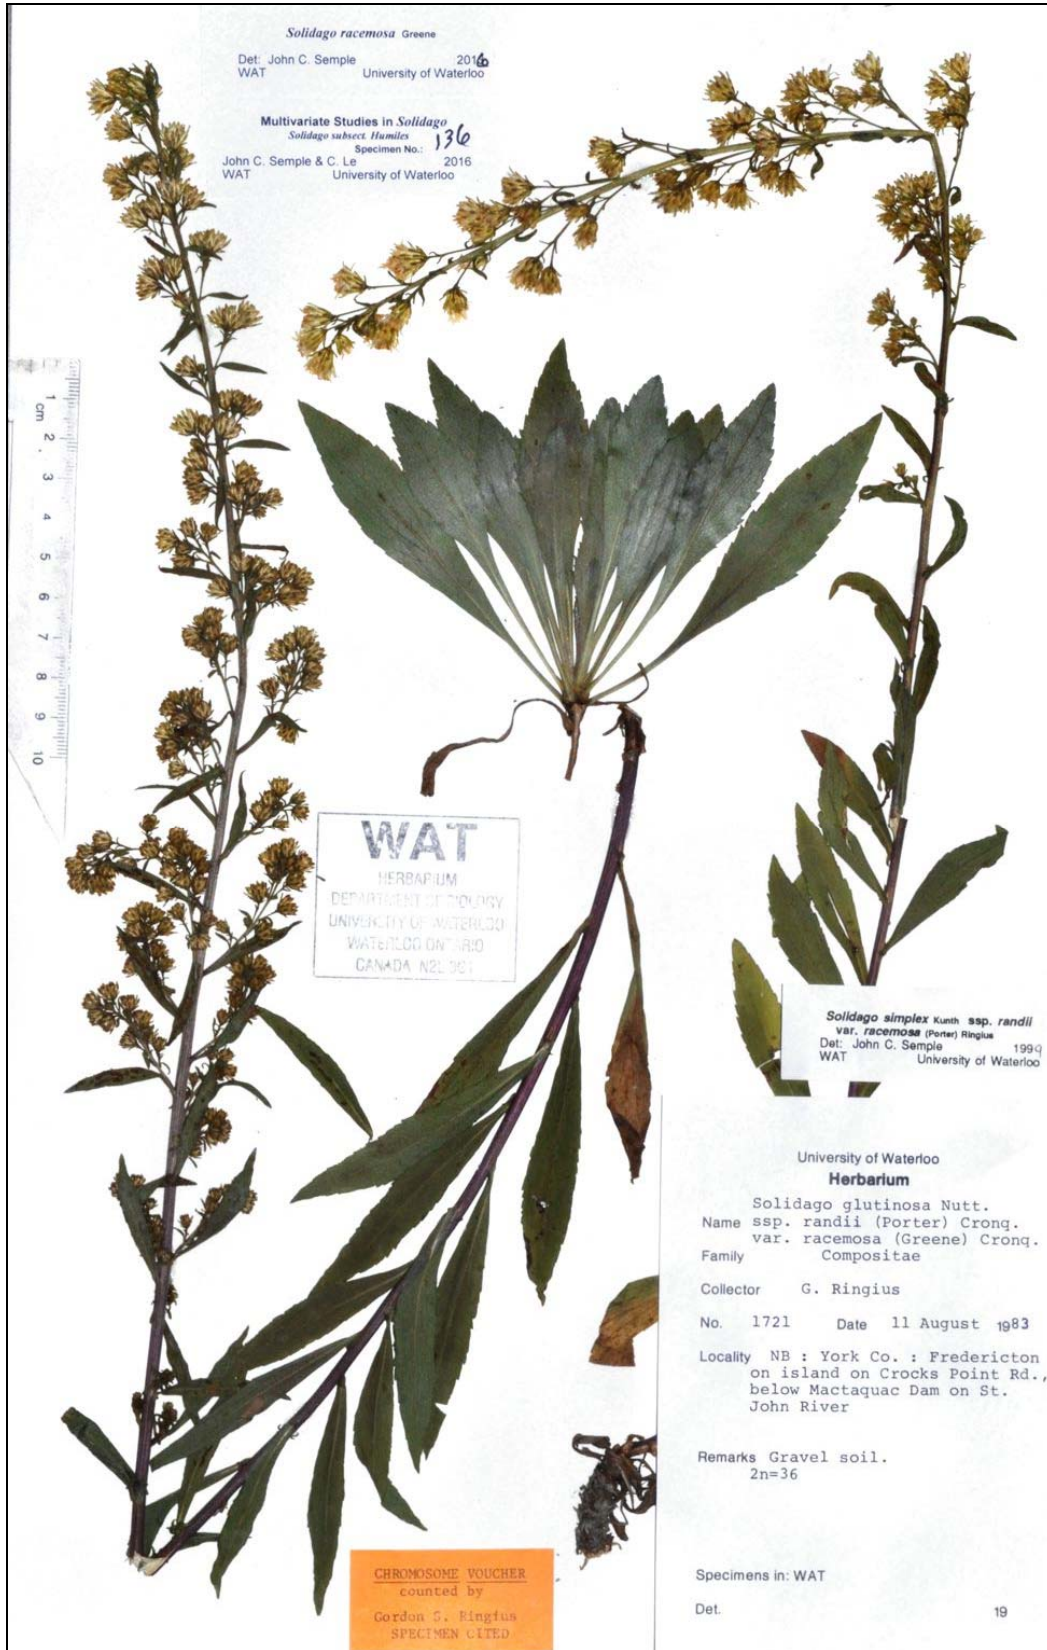 Solidago racemosa Greene
Det: John C. Semple 2016
WAT University of Waterloo
Multivariate Studies in Solidago
Solidago subsect. Humiles
Specimen No.: 136
John C. Semple & C. Le 2016
WAT University of Waterloo
cm 1 2 3 4 5 6 7 8 9 10
WAT
HERBARIUM
DEPARTMENT OF BIOLOGY
UNIVERSITY OF WATERLOO
WATERLOO ONTARIO
CANADA N2L 3G1
Solidago simplex Kunth ssp. randii
var. racemosa (Porter) Ringius
Det: John C. Semple 1999
WAT University of Waterloo
University of Waterloo
Herbarium
Solidago glutinosa Nutt.
Name ssp. randii (Porter) Cronq.
var. racemosa (Greene) Cronq.
Family Compositae
Collector G. Ringius
No. 1721 Date 11 August 1983
Locality NB : York Co. : Fredericton
on island on Crocks Point Rd.,
below Mactaquac Dam on St.
John River
Remarks Gravel soil.
2n=36
Specimens in: WAT
Det. 19
CHROMOSOME VOUCHER
counted by
Gordon S. Ringius
SPECIMEN CITED